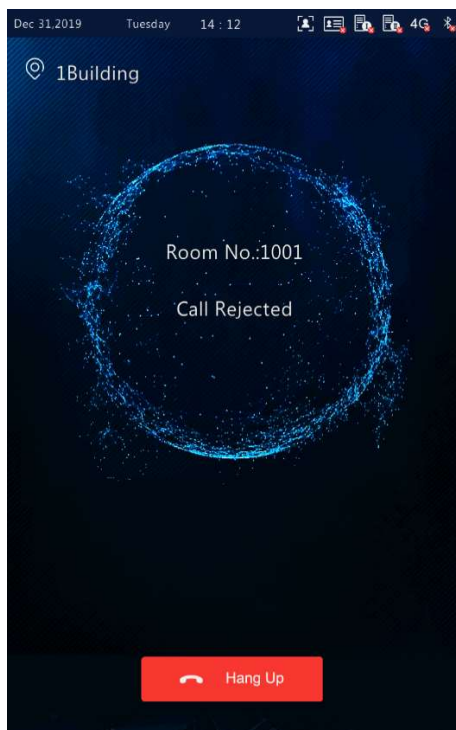 Dec 31,2019 Tuesday 14 : 12 4G
1Building
Room No.:1001
Call Rejected
Hang Up